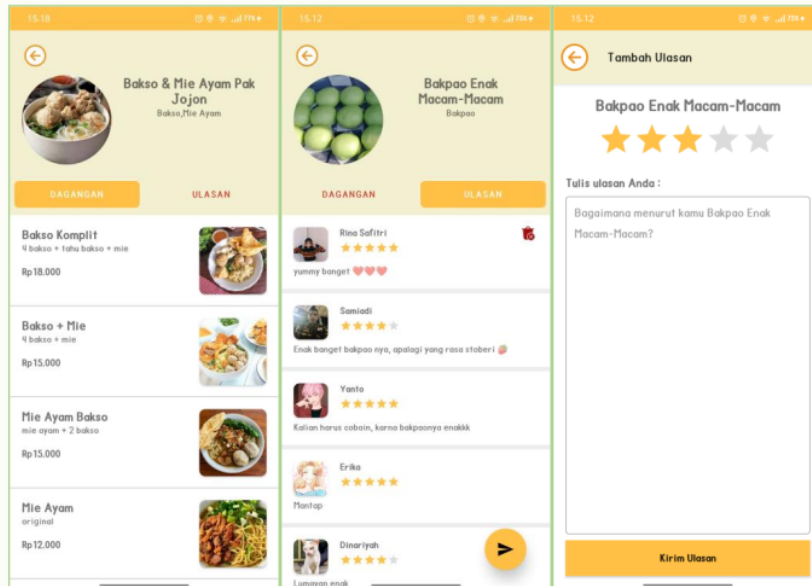 15.18
77%
Bakso & Mie Ayam Pak
Jojon
Bakso,Mie Ayam
DAGANGAN
ULASAN
Bakso Komplit
4 bakso + tahu bakso + mie
Rp18.000
Bakso + Mie
4 bakso + mie
Rp15.000
Mie Ayam Bakso
mie ayam + 2 bakso
Rp15.000
Mie Ayam
original
Rp12.000
15.12
Bakpao Enak
Macam-Macam
Bakpao
DAGANGAN
ULASAN
Rina Safitri
yummy banget ❤❤❤
Samiadi
Enak banget bakpao nya, apalagi yang rasa stoberi 🍓
Yanto
Kalian harus cobain, karna bakpaonya enakkk
Erika
Mantap
Dinariyah
Lumayan enak
15.12
Tambah Ulasan
Bakpao Enak Macam-Macam
Tulis ulasan Anda :
Bagaimana menurut kamu Bakpao Enak
Macam-Macam?
Kirim Ulasan